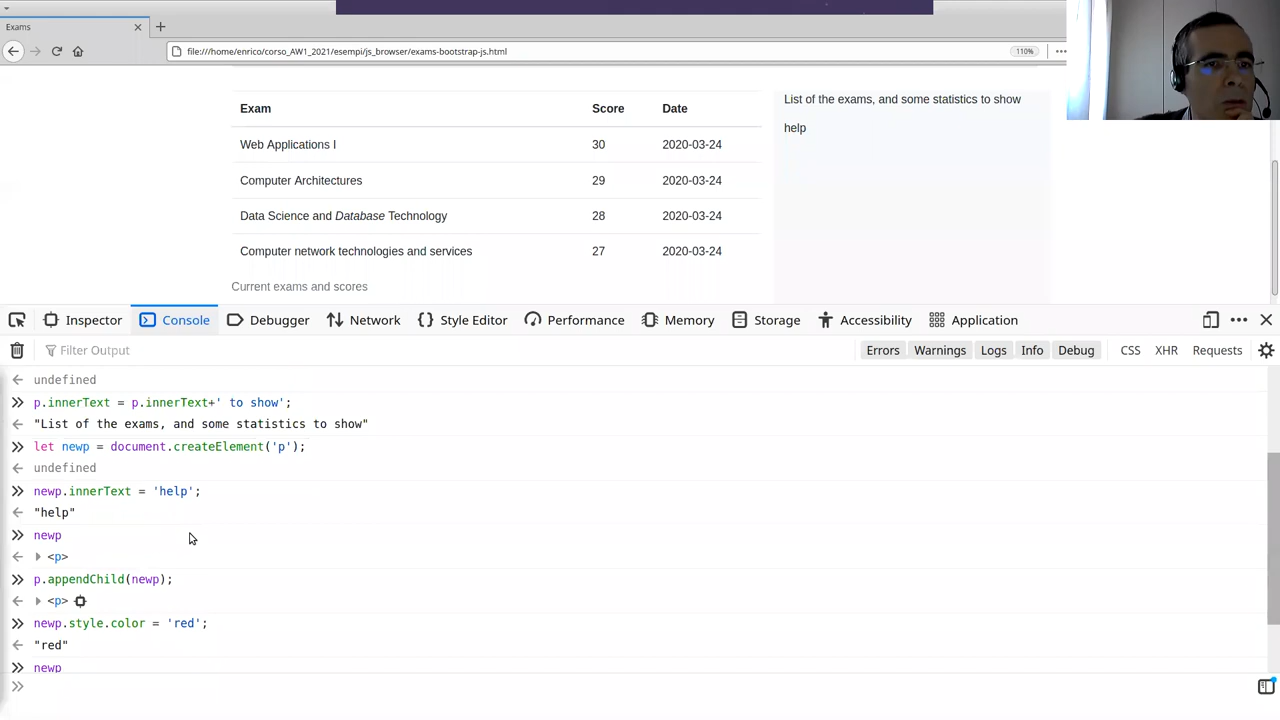 Exams
file:///home/enrico/corso_AW1_2021/esempi/js_browser/exams-bootstrap-js.html
110%
Exam Score Date
Web Applications I 30 2020-03-24
Computer Architectures 29 2020-03-24
Data Science and Database Technology 28 2020-03-24
Computer network technologies and services 27 2020-03-24
Current exams and scores
List of the exams, and some statistics to show
help
Inspector Console Debugger Network Style Editor Performance Memory Storage Accessibility Application
Filter Output Errors Warnings Logs Info Debug CSS XHR Requests
undefined
p.innerText = p.innerText+' to show';
"List of the exams, and some statistics to show"
let newp = document.createElement('p');
undefined
newp.innerText = 'help';
"help"
newp
<p>
p.appendChild(newp);
<p>
newp.style.color = 'red';
"red"
newp